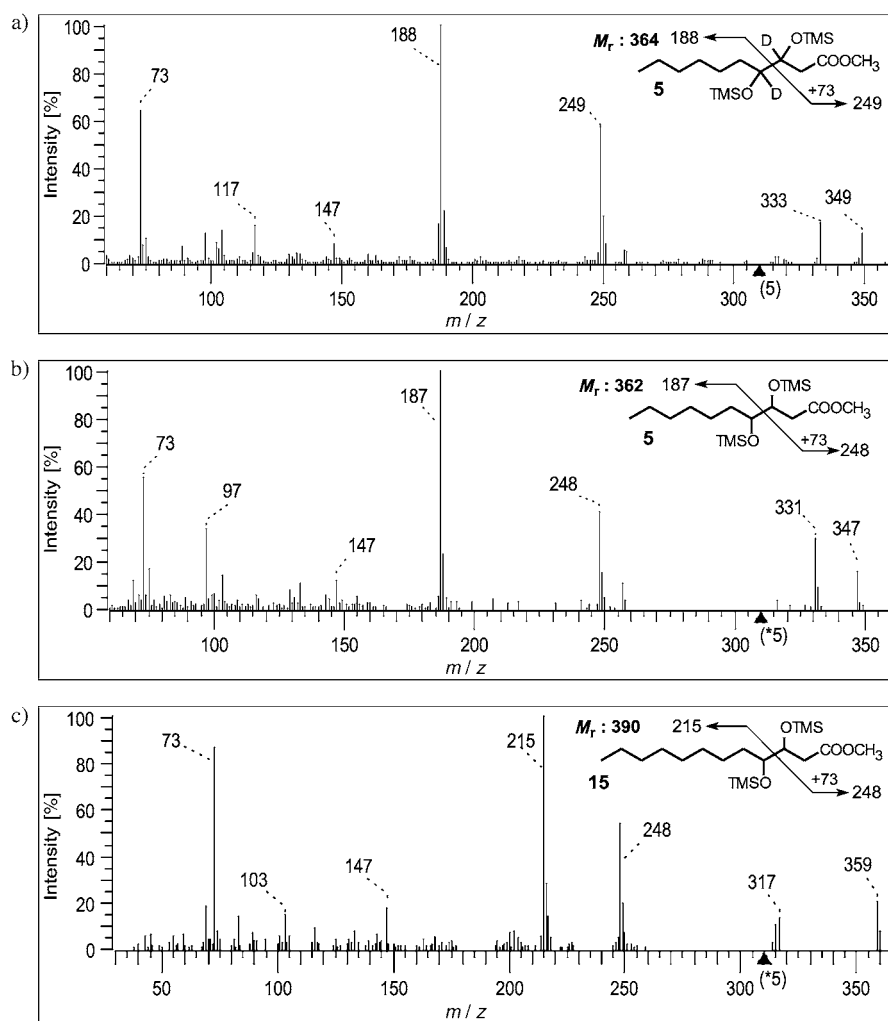 a)
Intensity [%]
100
80
60
40
20
0
73
117
147
188
249
333
349
Mr : 364 188
D OTMS
COOCH3
5
TMSO D
+73
249
100 150 200 250 300 350
(5)
m / z
b)
Intensity [%]
100
80
60
40
20
0
73
97
147
187
248
331
347
Mr : 362 187
OTMS
COOCH3
5
TMSO
+73
248
100 150 200 250 300 350
(*5)
m / z
c)
Intensity [%]
100
80
60
40
20
0
73
103
147
215
248
317
359
Mr : 390 215
OTMS
COOCH3
15
TMSO
+73
248
50 100 150 200 250 300 350
(*5)
m / z